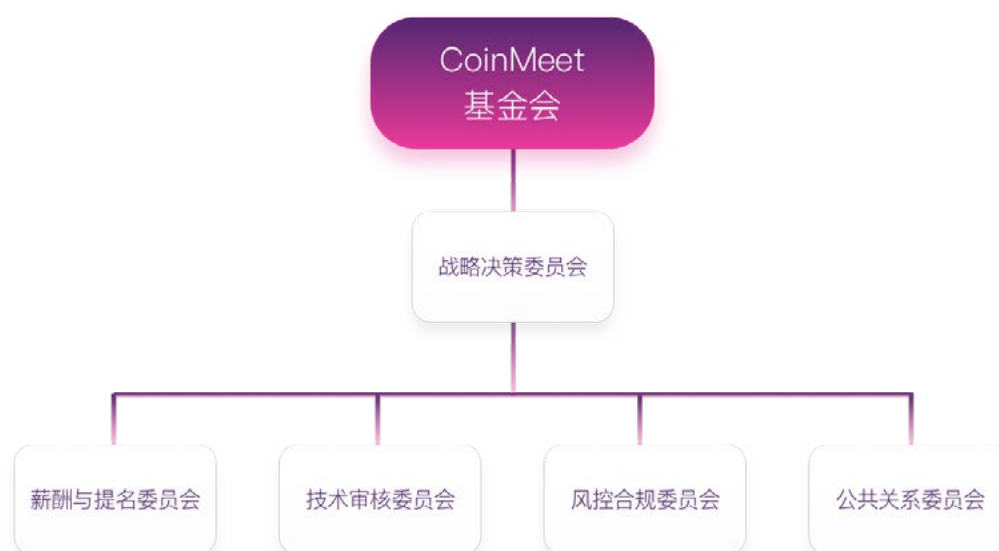 CoinMeet
基金会
战略决策委员会
薪酬与提名委员会
技术审核委员会
风控合规委员会
公共关系委员会